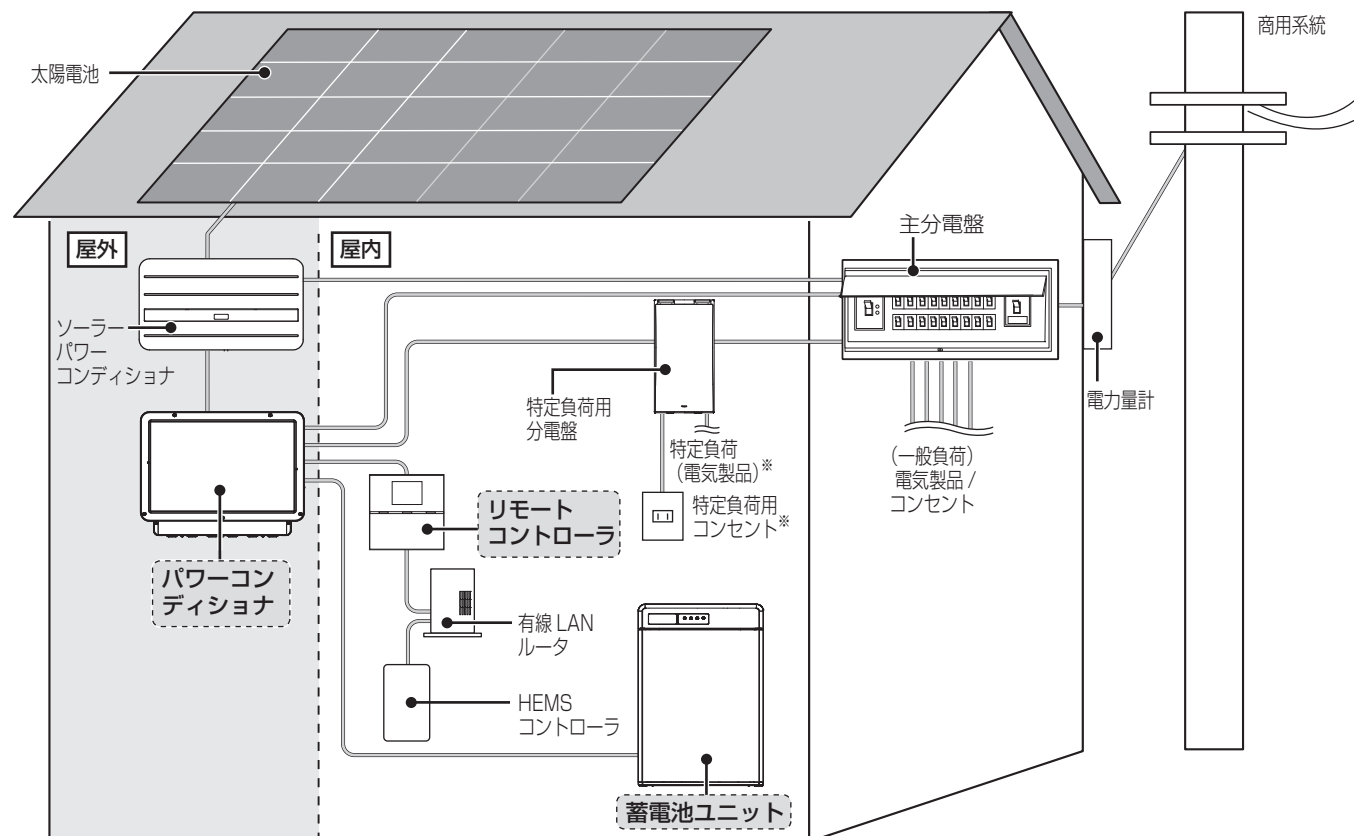 商用系統
太陽電池
屋外
屋内
主分電盤
ソーラー
パワー
コンディショナ
特定負荷用
分電盤
電力量計
特定負荷
(電気製品)※
(一般負荷)
電気製品 /
コンセント
特定負荷用
コンセント※
リモート
コントローラ
パワーコン
ディショナ
有線 LAN
ルータ
HEMS
コントローラ
蓄電池ユニット